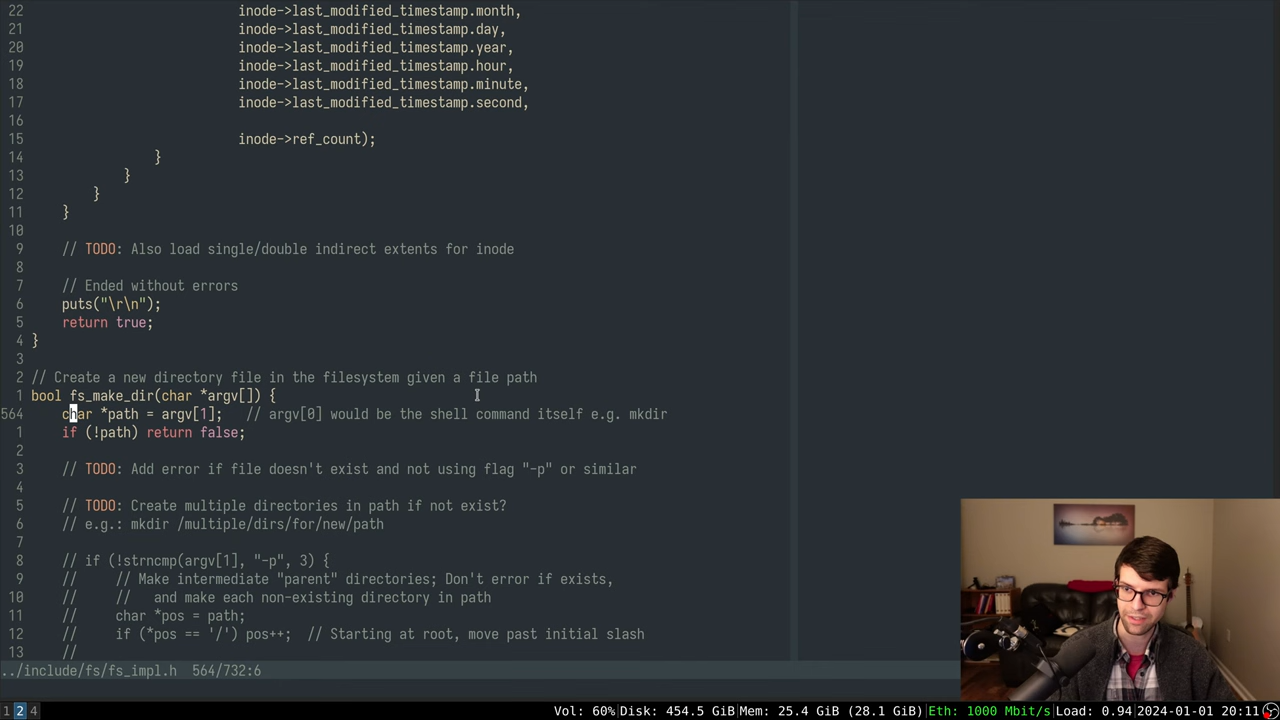 22 inode->last_modified_timestamp.month,
21 inode->last_modified_timestamp.day,
20 inode->last_modified_timestamp.year,
19 inode->last_modified_timestamp.hour,
18 inode->last_modified_timestamp.minute,
17 inode->last_modified_timestamp.second,
16
15 inode->ref_count);
14 }
13 }
12 }
11 }
10
9 // TODO: Also load single/double indirect extents for inode
8
7 // Ended without errors
6 puts("\r\n");
5 return true;
4 }
3
2 // Create a new directory file in the filesystem given a file path
1 bool fs_make_dir(char *argv[]) {
564 char *path = argv[1]; // argv[0] would be the shell command itself e.g. mkdir
1 if (!path) return false;
2
3 // TODO: Add error if file doesn't exist and not using flag "-p" or similar
4
5 // TODO: Create multiple directories in path if not exist?
6 // e.g.: mkdir /multiple/dirs/for/new/path
7
8 // if (!strncmp(argv[1], "-p", 3) {
9 // // Make intermediate "parent" directories; Don't error if exists,
10 // // and make each non-existing directory in path
11 // char *pos = path;
12 // if (*pos == '/') pos++; // Starting at root, move past initial slash
13 //
../include/fs/fs_impl.h 564/732:6
1 2 4 Vol: 60% Disk: 454.5 GiB Mem: 25.4 GiB (28.1 GiB) Eth: 1000 Mbit/s Load: 0.94 2024-01-01 20:11